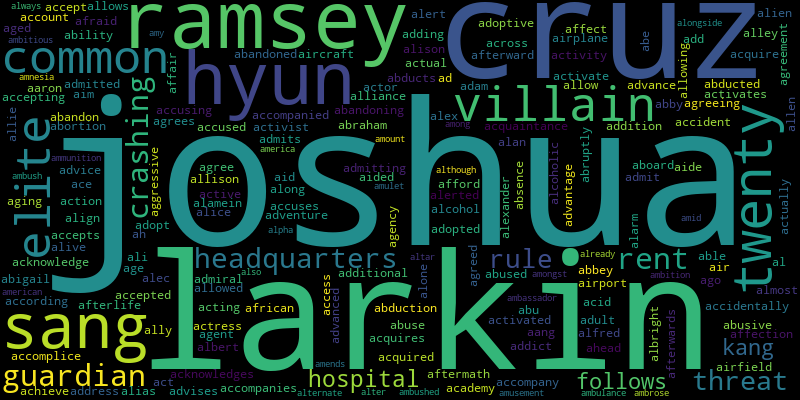 always accept allows afraid ramsey alert adoptive cruz alongside alien
aged account adding across affect abe add alley
ambitious ability abandoned aircraft alison afterward airplane allowing agreement
common amy hyun actual activity acquire
amnesia admitted affair abducts ad adam activate advance abducted
accepting aaron aim accusing actor alliance allow abby activates agreeing
abandon crashing accompanied abandoning villain allen
allie abortion agrees accused activist abraham alex among acquaintance addition accident
elite admits america admitting amount alan abruptly twenty
ammunition advice aggressive joshua although absence alcoholic aboard aide
ambush ace agree allison aid aided afford advantage admit
aging action active along alerted alexander
align adopt alamein accuses alice adventure amulet alcohol adopted actually
accepts ah alpha agency alarm amid
acknowledge alive ali headquarters altar agreed rule already rent able al
abigail age alec also admiral additional alone abused amongst abbey air ago almost
american afterlife allowed access ambassador airport ambition
according accepted larkin acting african abduction abu acid accidentally
sang ally actress advanced abuse activated adult alfred abusive
agent acquires aang albright affection
accomplice albert acquired addict ahead afterwards kang
guardian acknowledges amends aftermath airfield
act hospital academy accompany follows threat
achieve address alias advises accompanies alternate alter ambushed amusement ambulance ambrose